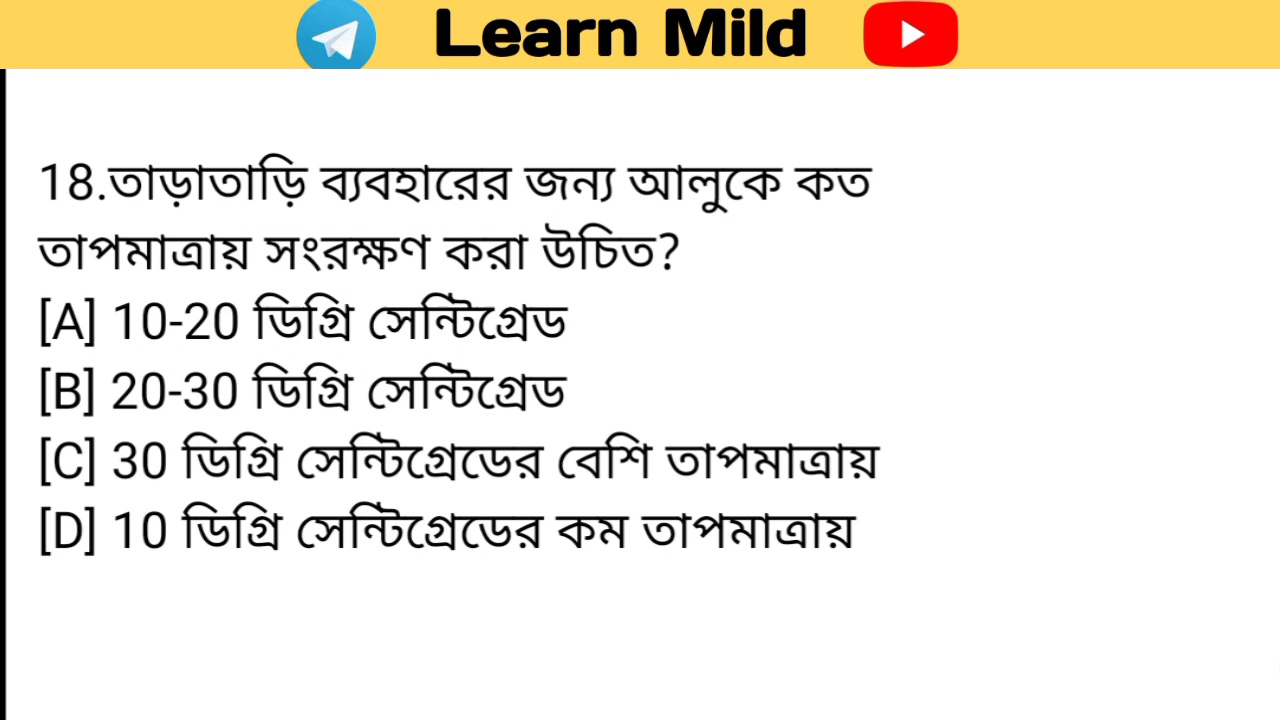 Learn Mild
18.তাড়াতাড়ি ব্যবহারের জন্য আলুকে কত
তাপমাত্রায় সংরক্ষণ করা উচিত?
[A] 10-20 ডিগ্রি সেন্টিগ্রেড
[B] 20-30 ডিগ্রি সেন্টিগ্রেড
[C] 30 ডিগ্রি সেন্টিগ্রেডের বেশি তাপমাত্রায়
[D] 10 ডিগ্রি সেন্টিগ্রেডের কম তাপমাত্রায়